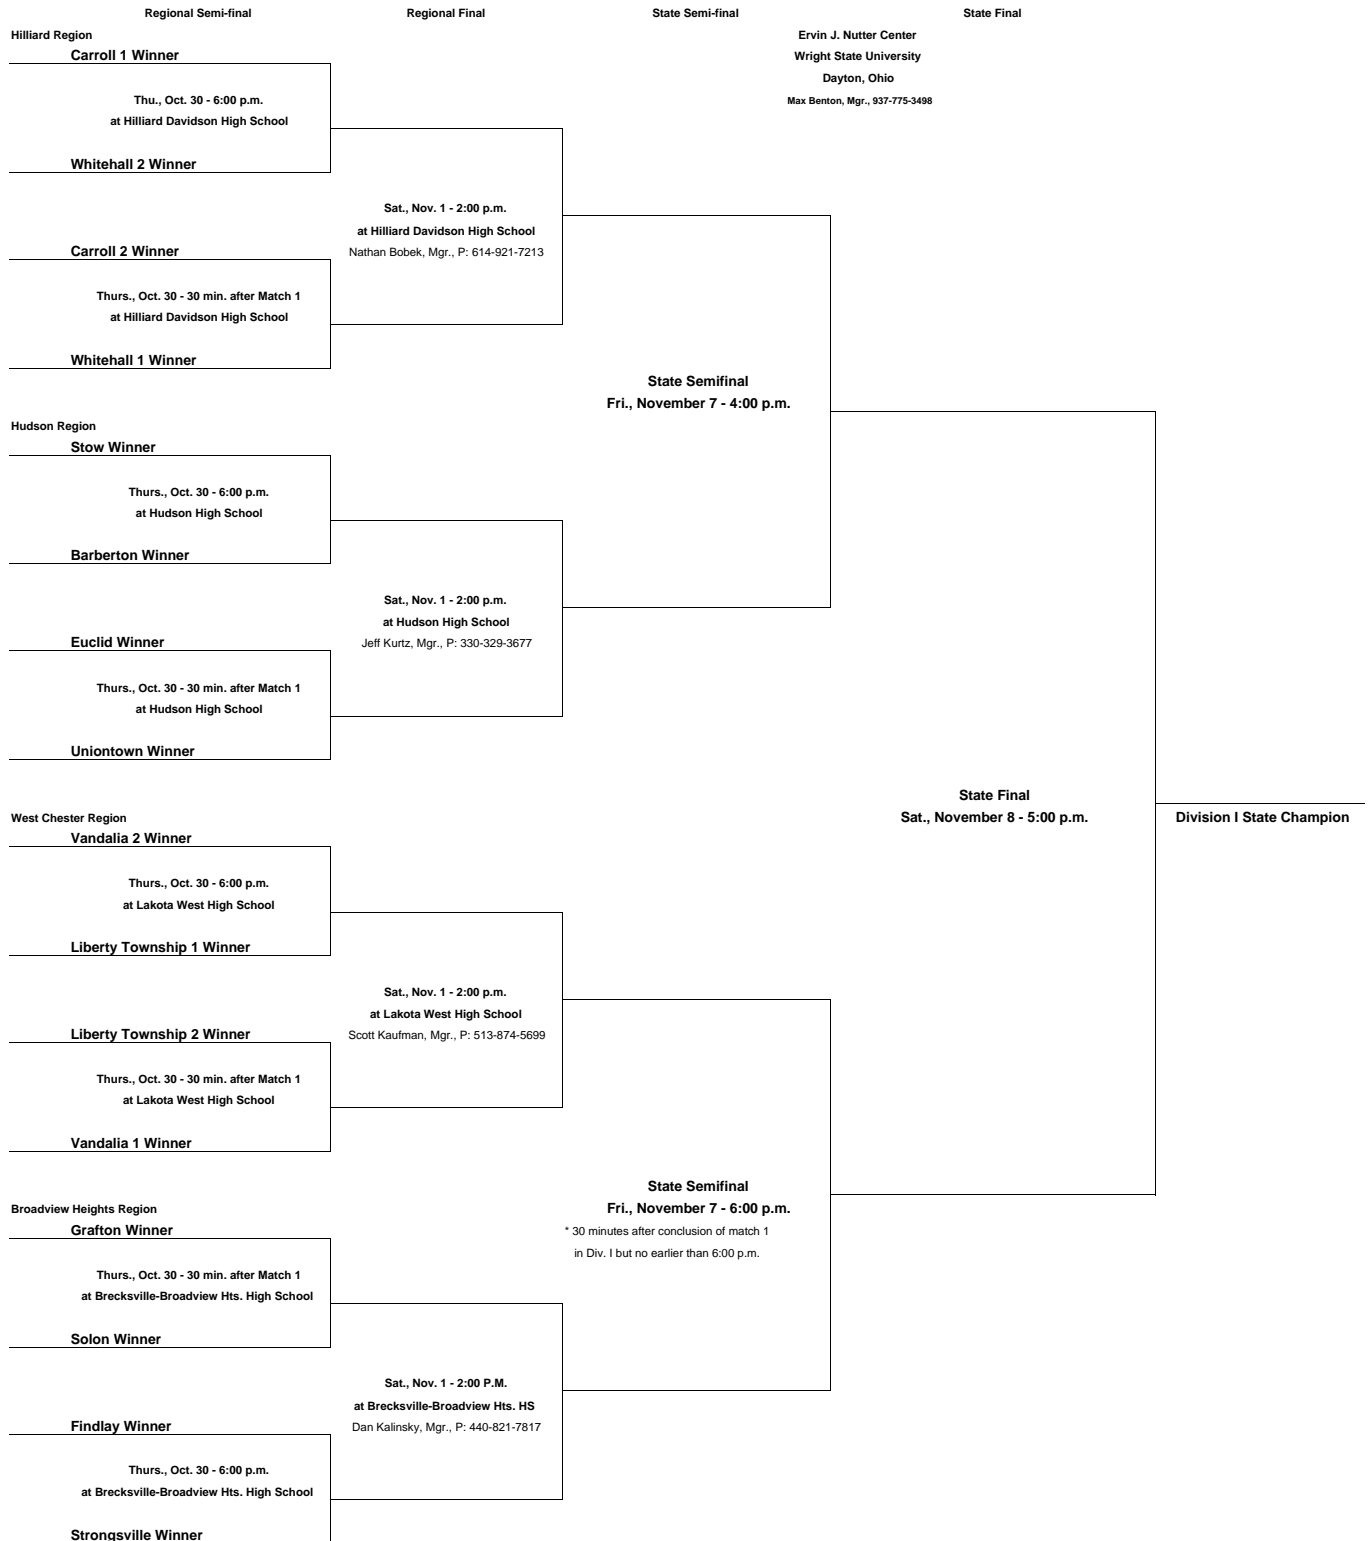 Regional Semi-final
Regional Final
State Semi-final
State Final
Ervin J. Nutter Center
Wright State University
Dayton, Ohio
Max Benton, Mgr., 937-775-3498
Hilliard Region
Carroll 1 Winner
Thu., Oct. 30 - 6:00 p.m.
at Hilliard Davidson High School
Whitehall 2 Winner
Sat., Nov. 1 - 2:00 p.m.
at Hilliard Davidson High School
Nathan Bobek, Mgr., P: 614-921-7213
Carroll 2 Winner
Thurs., Oct. 30 - 30 min. after Match 1
at Hilliard Davidson High School
Whitehall 1 Winner
State Semifinal
Fri., November 7 - 4:00 p.m.
Hudson Region
Stow Winner
Thurs., Oct. 30 - 6:00 p.m.
at Hudson High School
Barberton Winner
Sat., Nov. 1 - 2:00 p.m.
at Hudson High School
Jeff Kurtz, Mgr., P: 330-329-3677
Euclid Winner
Thurs., Oct. 30 - 30 min. after Match 1
at Hudson High School
Uniontown Winner
State Final
Sat., November 8 - 5:00 p.m.
Division I State Champion
West Chester Region
Vandalia 2 Winner
Thurs., Oct. 30 - 6:00 p.m.
at Lakota West High School
Liberty Township 1 Winner
Sat., Nov. 1 - 2:00 p.m.
at Lakota West High School
Scott Kaufman, Mgr., P: 513-874-5699
Liberty Township 2 Winner
Thurs., Oct. 30 - 30 min. after Match 1
at Lakota West High School
Vandalia 1 Winner
State Semifinal
Fri., November 7 - 6:00 p.m.
* 30 minutes after conclusion of match 1
in Div. I but no earlier than 6:00 p.m.
Broadview Heights Region
Grafton Winner
Thurs., Oct. 30 - 30 min. after Match 1
at Brecksville-Broadview Hts. High School
Solon Winner
Sat., Nov. 1 - 2:00 P.M.
at Brecksville-Broadview Hts. HS
Dan Kalinsky, Mgr., P: 440-821-7817
Findlay Winner
Thurs., Oct. 30 - 6:00 p.m.
at Brecksville-Broadview Hts. High School
Strongsville Winner